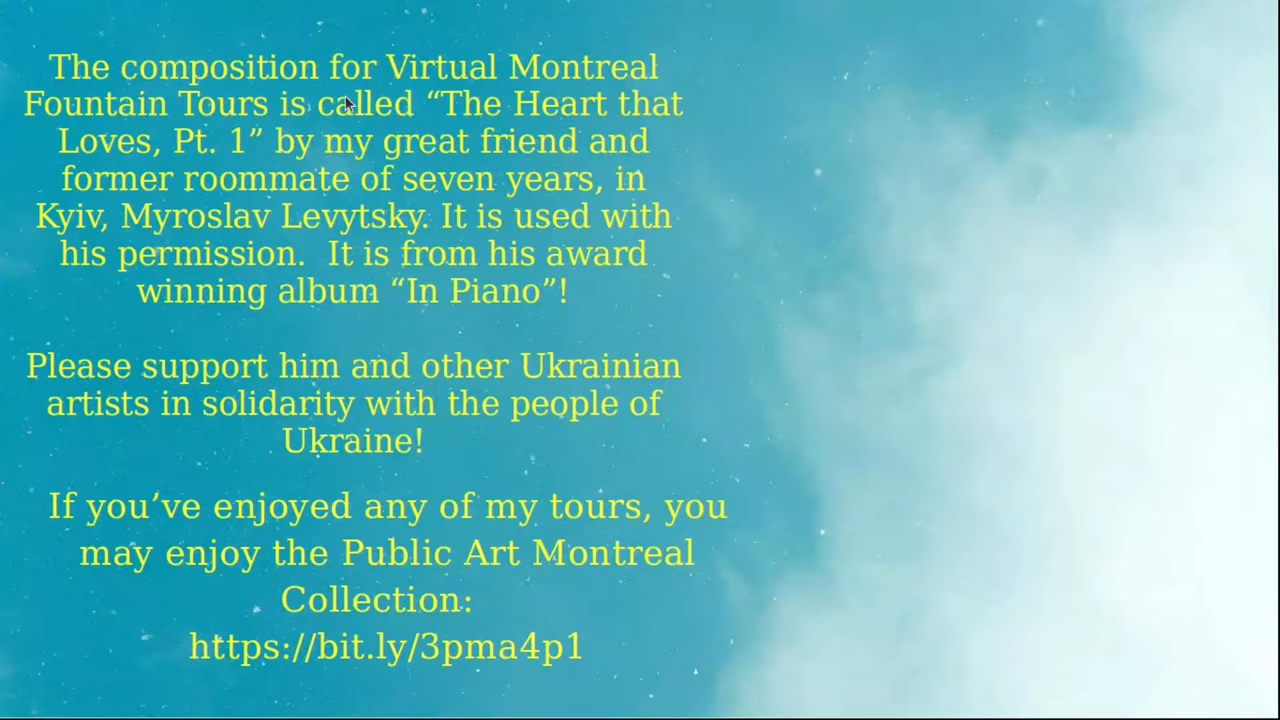 The composition for Virtual Montreal
Fountain Tours is called “The Heart that
Loves, Pt. 1” by my great friend and
former roommate of seven years, in
Kyiv, Myroslav Levytsky. It is used with
his permission.  It is from his award
winning album “In Piano”!
Please support him and other Ukrainian
artists in solidarity with the people of
Ukraine!
If you’ve enjoyed any of my tours, you
may enjoy the Public Art Montreal
Collection:
https://bit.ly/3pma4p1